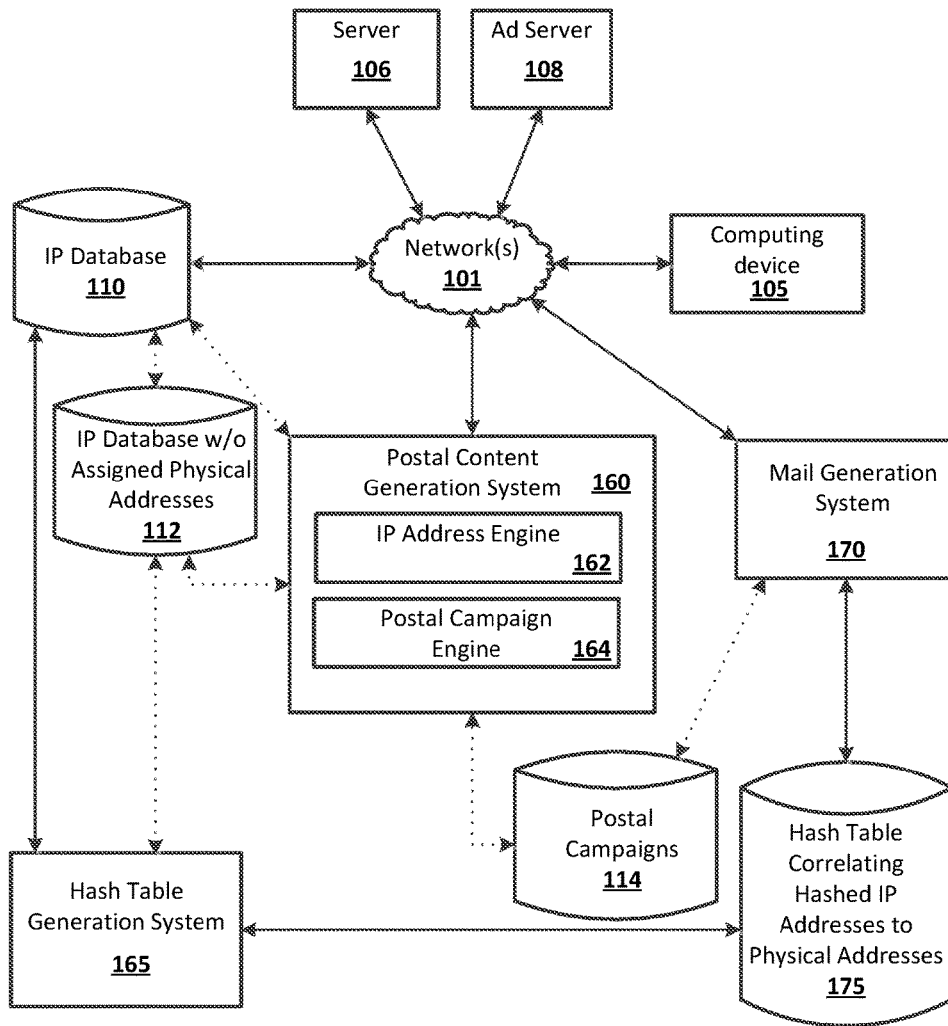 Server
106
Ad Server
108
IP Database
110
Network(s)
101
Computing
device
105
IP Database w/o
Assigned Physical
Addresses
112
Postal Content
Generation System 160
IP Address Engine
162
Postal Campaign
Engine
164
Mail Generation
System
170
Postal
Campaigns
114
Hash Table
Generation System
165
Hash Table
Correlating
Hashed IP
Addresses to
Physical Addresses
175